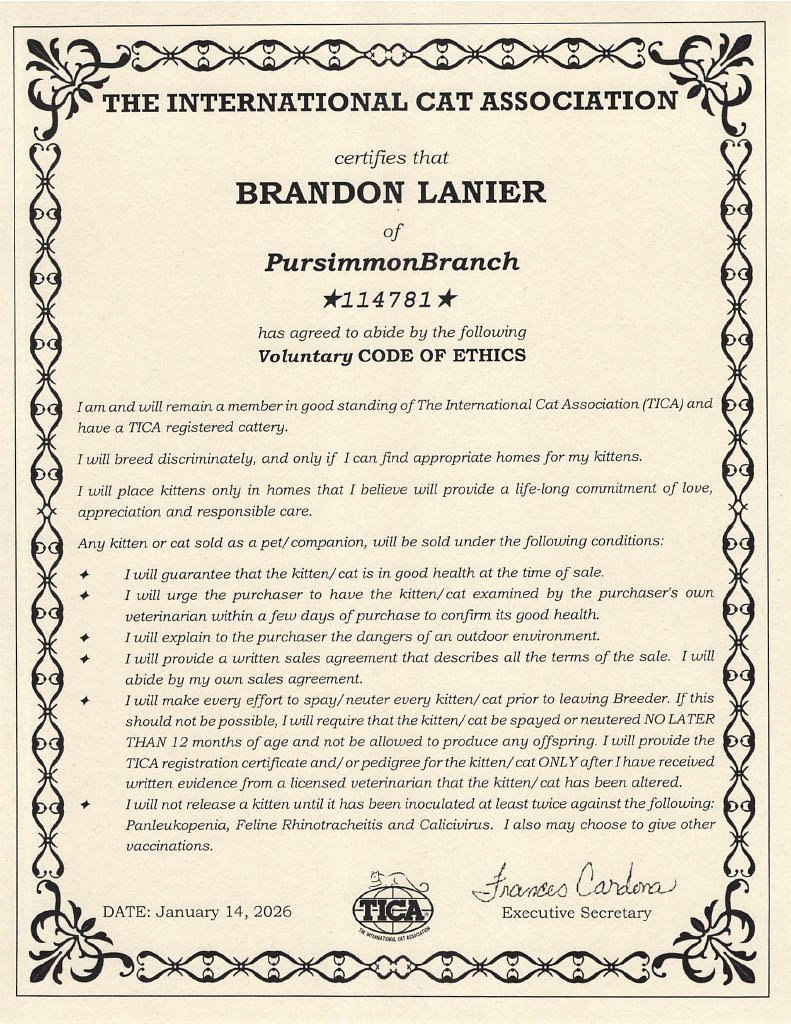 THE INTERNATIONAL CAT ASSOCIATION
certifies that
BRANDON LANIER
of
PursimmonBranch
★114781★
has agreed to abide by the following
Voluntary CODE OF ETHICS
I am and will remain a member in good standing of The International Cat Association (TICA) and
have a TICA registered cattery.
I will breed discriminately, and only if I can find appropriate homes for my kittens.
I will place kittens only in homes that I believe will provide a life-long commitment of love,
appreciation and responsible care.
Any kitten or cat sold as a pet/companion, will be sold under the following conditions:
✦ I will guarantee that the kitten/cat is in good health at the time of sale.
✦ I will urge the purchaser to have the kitten/cat examined by the purchaser's own
veterinarian within a few days of purchase to confirm its good health.
✦ I will explain to the purchaser the dangers of an outdoor environment.
✦ I will provide a written sales agreement that describes all the terms of the sale. I will
abide by my own sales agreement.
✦ I will make every effort to spay/neuter every kitten/cat prior to leaving Breeder. If this
should not be possible, I will require that the kitten/cat be spayed or neutered NO LATER
THAN 12 months of age and not be allowed to produce any offspring. I will provide the
TICA registration certificate and/or pedigree for the kitten/cat ONLY after I have received
written evidence from a licensed veterinarian that the kitten/cat has been altered.
✦ I will not release a kitten until it has been inoculated at least twice against the following:
Panleukopenia, Feline Rhinotracheitis and Calicivirus. I also may choose to give other
vaccinations.
Frances Cardona
DATE: January 14, 2026
TICA
THE INTERNATIONAL CAT ASSOCIATION
Executive Secretary